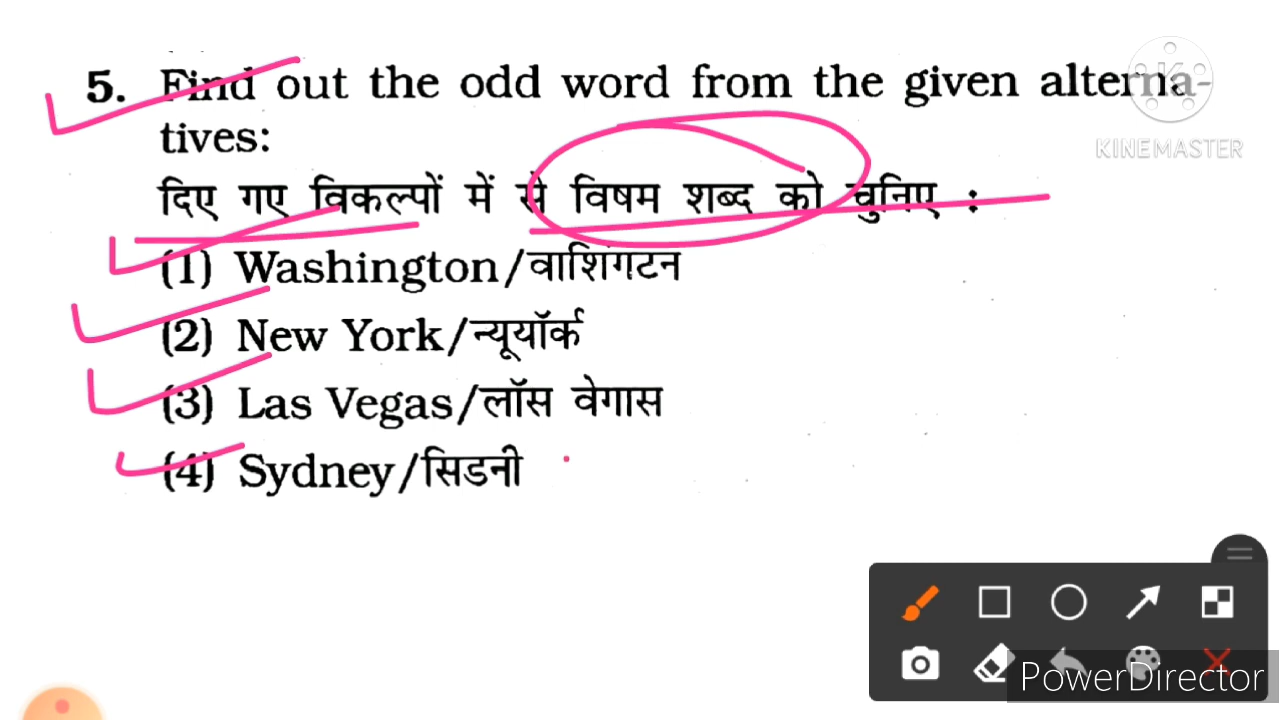 5. Find out the odd word from the given alterna-
KINEMASTER
tives:
दिए गए विकल्पों में से विषम शब्द को चुनिए :
(1) Washington/वाशिंगटन
(2) New York/न्यूयॉर्क
(3) Las Vegas/लॉस वेगास
(4) Sydney/सिडनी
PowerDirector